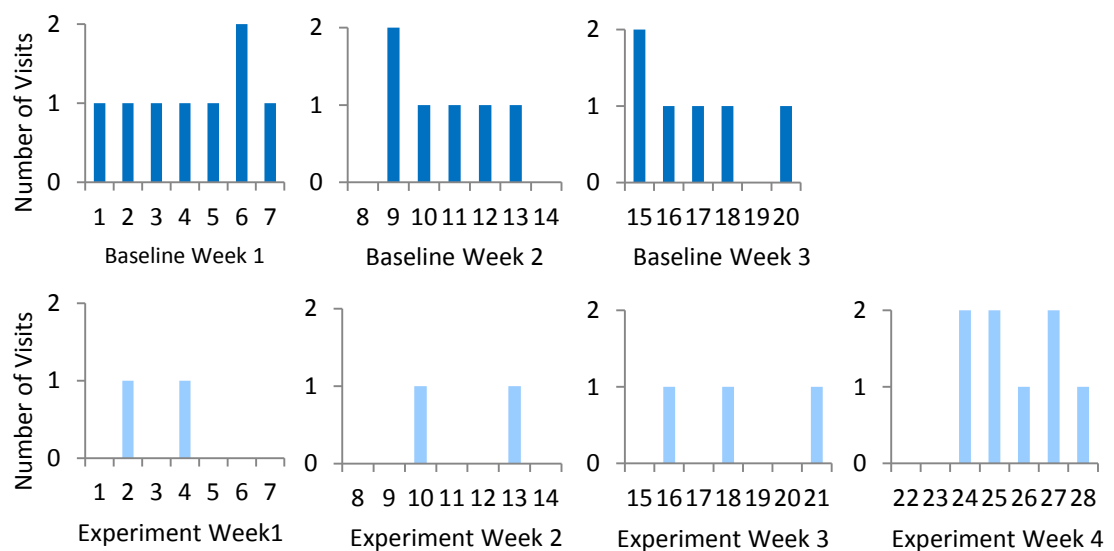 Number of Visits
2
1
0
1 2 3 4 5 6 7
Baseline Week 1
2
1
0
8 9 10 11 12 13 14
Baseline Week 2
2
1
0
15 16 17 18 19 20
Baseline Week 3
Number of Visits
2
1
0
1 2 3 4 5 6 7
Experiment Week1
2
1
0
8 9 10 11 12 13 14
Experiment Week 2
2
1
0
15 16 17 18 19 20 21
Experiment Week 3
2
1
0
22 23 24 25 26 27 28
Experiment Week 4